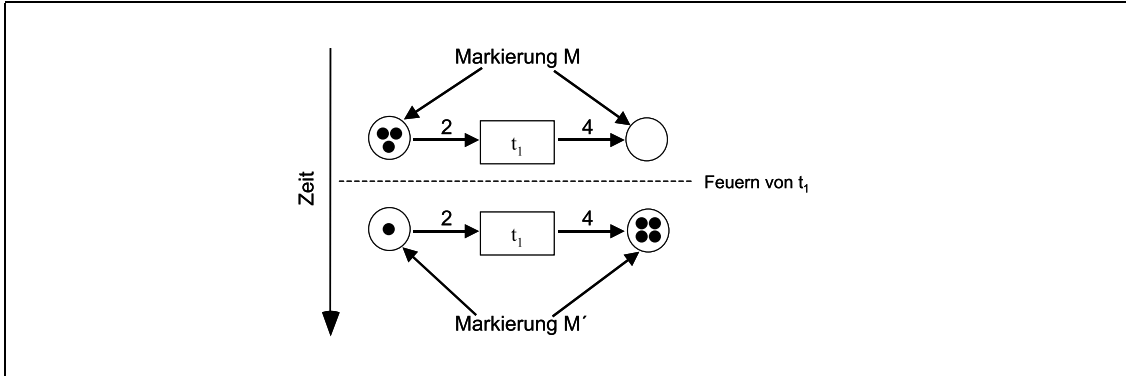 Markierung M
2
t1
4
Zeit
Feuern von t1
2
t1
4
Markierung M´